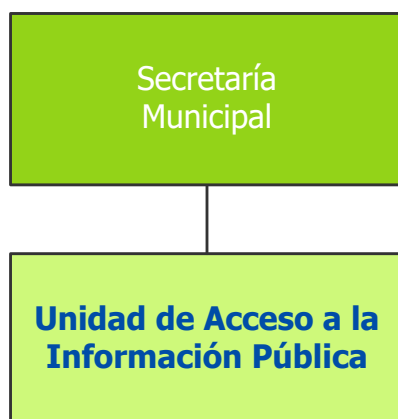 Secretaría
Municipal
Unidad de Acceso a la
Información Pública